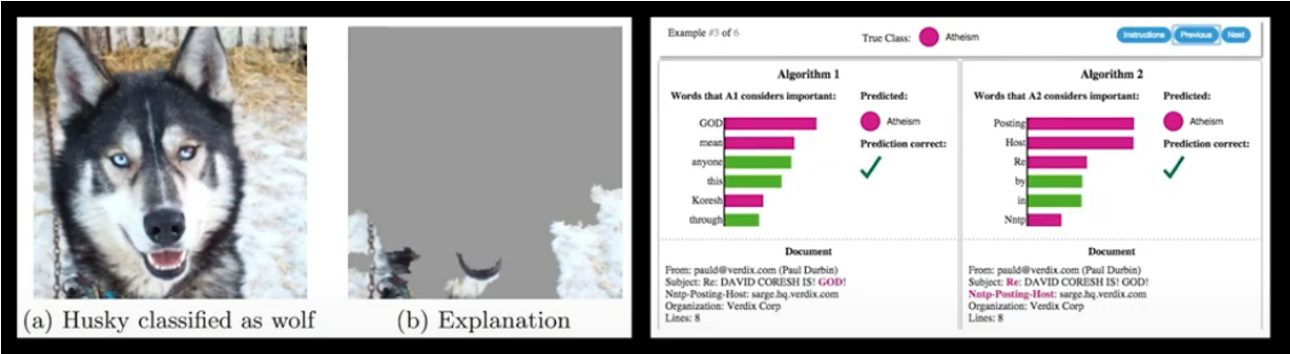 (a) Husky classified as wolf
(b) Explanation
Example #3 of 6
True Class:
Atheism
Instructions
Previous
Next
Algorithm 1
Words that A1 considers important:
Predicted:
GOD
mean
anyone
this
Koresh
through
Atheism
Prediction correct:
Document
From: pauld@verdix.com (Paul Durbin)
Subject: Re: DAVID CORESH IS! GOD!
Nntp-Posting-Host: sarge.hq.verdix.com
Organization: Verdix Corp
Lines: 8
Algorithm 2
Words that A2 considers important:
Predicted:
Posting
Host
Re
by
in
Nntp
Atheism
Prediction correct:
Document
From: pauld@verdix.com (Paul Durbin)
Subject: Re: DAVID CORESH IS! GOD!
Nntp-Posting-Host: sarge.hq.verdix.com
Organization: Verdix Corp
Lines: 8